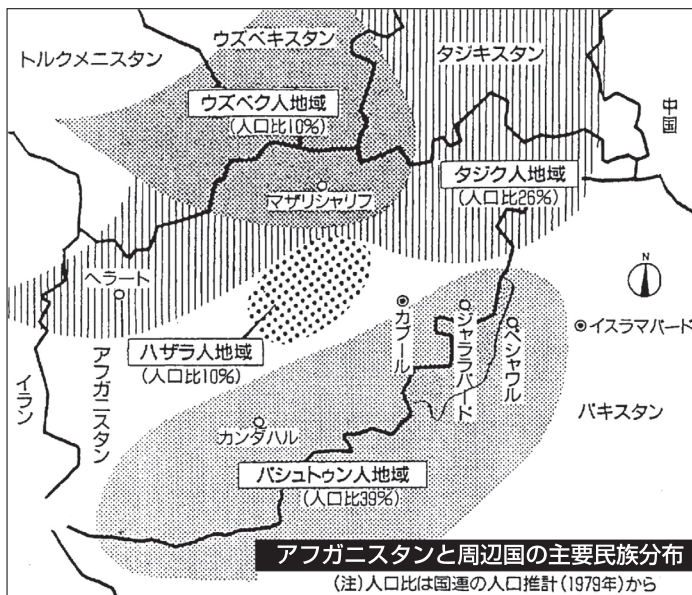 ウズベキスタン
タジキスタン
トルクメニスタン
中国
ウズベク人地域
(人口比10%)
タジク人地域
(人口比26%)
マザリシャリフ
N
ヘラート
カブール
ジャララバード
ペシャワル
イスラマバード
ハザラ人地域
(人口比10%)
イラン
アフガニスタン
パキスタン
カンダハル
パシュトゥン人地域
(人口比39%)
アフガニスタンと周辺国の主要民族分布
(注)人口比は国連の人口推計(1979年)から